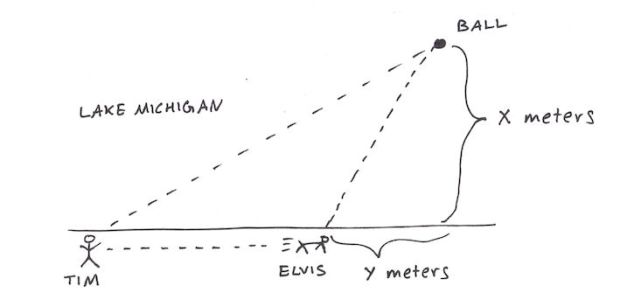 BALL
LAKE MICHIGAN
X meters
TIM
ELVIS
Y meters